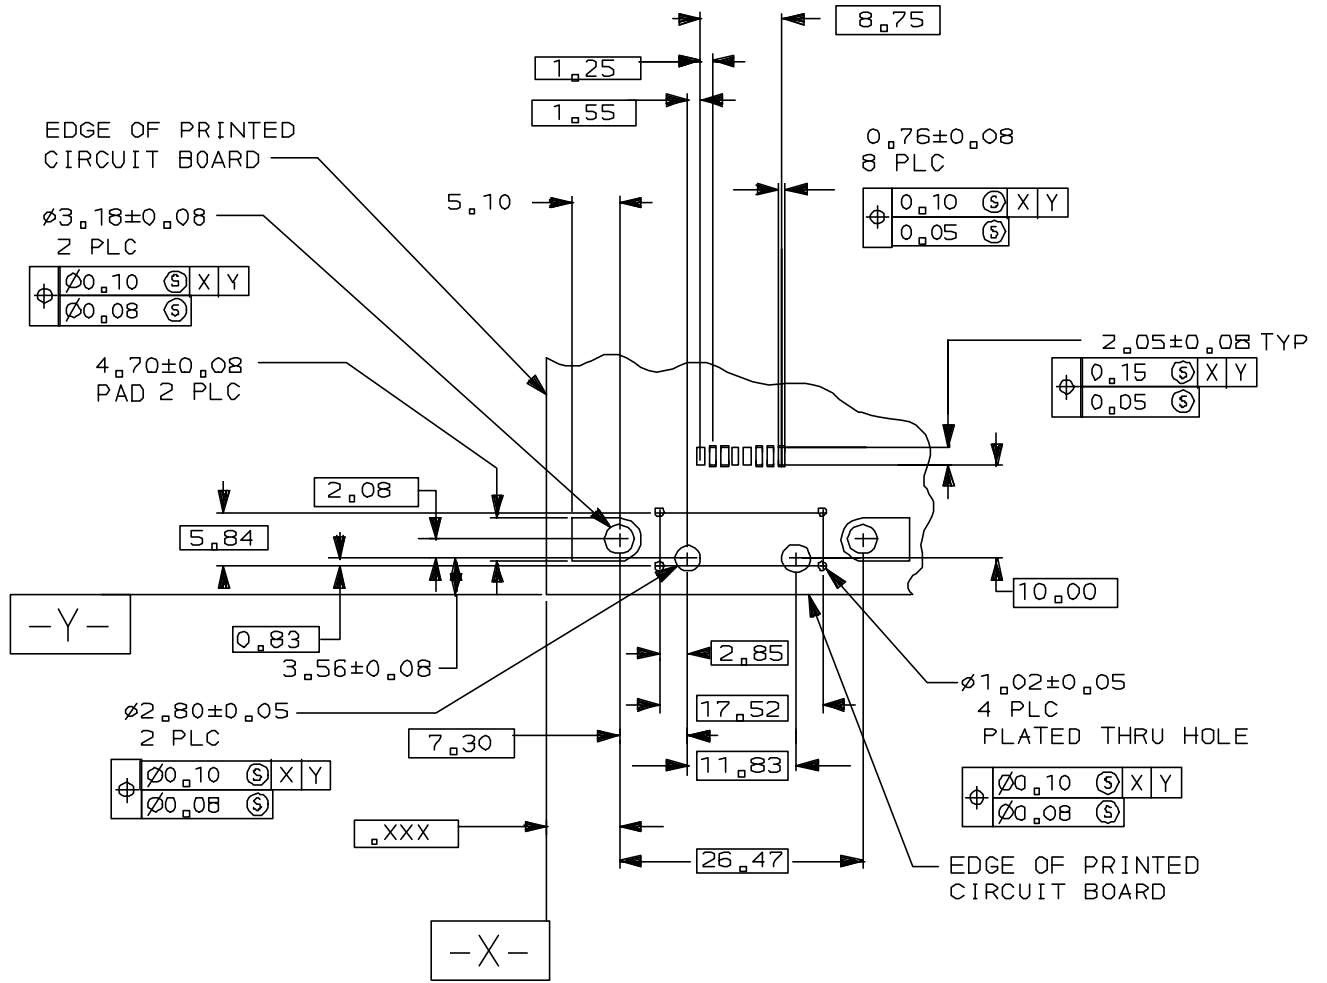 8.75
1.25
1.55
EDGE OF PRINTED
CIRCUIT BOARD
0.76±0.08
8 PLC
0.10 Ⓢ X Y
0.05 Ⓢ
5.10
Ø3.18±0.08
2 PLC
Ø0.10 Ⓢ X Y
Ø0.08 Ⓢ
2.05±0.08 TYP
0.15 Ⓢ X Y
0.05 Ⓢ
4.70±0.08
PAD 2 PLC
2.08
5.84
10.00
-Y-
0.83
3.56±0.08
2.85
Ø1.02±0.05
4 PLC
PLATED THRU HOLE
Ø0.10 Ⓢ X Y
Ø0.08 Ⓢ
17.52
Ø2.80±0.05
2 PLC
Ø0.10 Ⓢ X Y
Ø0.08 Ⓢ
7.30
11.83
.XXX
26.47
EDGE OF PRINTED
CIRCUIT BOARD
-X-